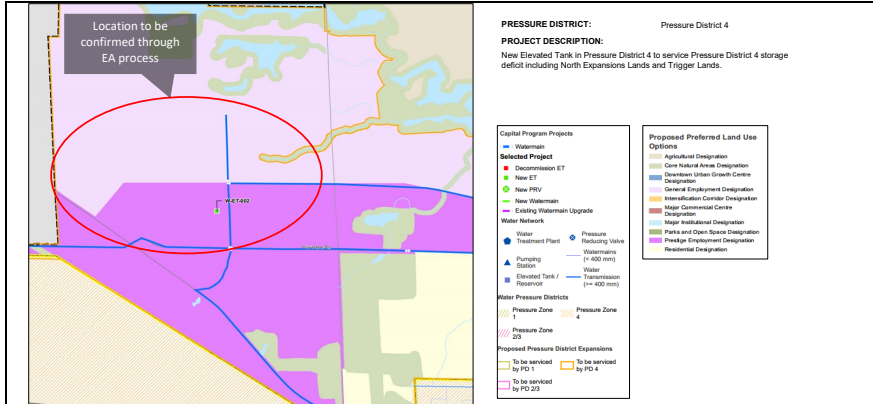 Location to be
confirmed through
EA process
W-ET-002
PRESSURE DISTRICT: Pressure District 4
PROJECT DESCRIPTION:
New Elevated Tank in Pressure District 4 to service Pressure District 4 storage
deficit including North Expansions Lands and Trigger Lands.
Capital Program Projects
Watermain
Selected Project
Decommission ET
New ET
New PRV
New Watermain
Existing Watermain Upgrade
Water Network
Water
Treatment Plant
Pressure
Reducing Valve
Pumping
Station
Watermains
(< 400 mm)
Elevated Tank /
Reservoir
Water
Transmission
(>= 400 mm)
Water Pressure Districts
Pressure Zone
1
Pressure Zone
4
Pressure Zone
2/3
Proposed Pressure District Expansions
To be serviced
by PD 1
To be serviced
by PD 4
To be serviced
by PD 2/3
Proposed Preferred Land Use
Options
Agricultural Designation
Core Natural Areas Designation
Downtown Urban Growth Centre
Designation
General Employment Designation
Intensification Corridor Designation
Major Commercial Centre
Designation
Major Institutional Designation
Parks and Open Space Designation
Prestige Employment Designation
Residential Designation